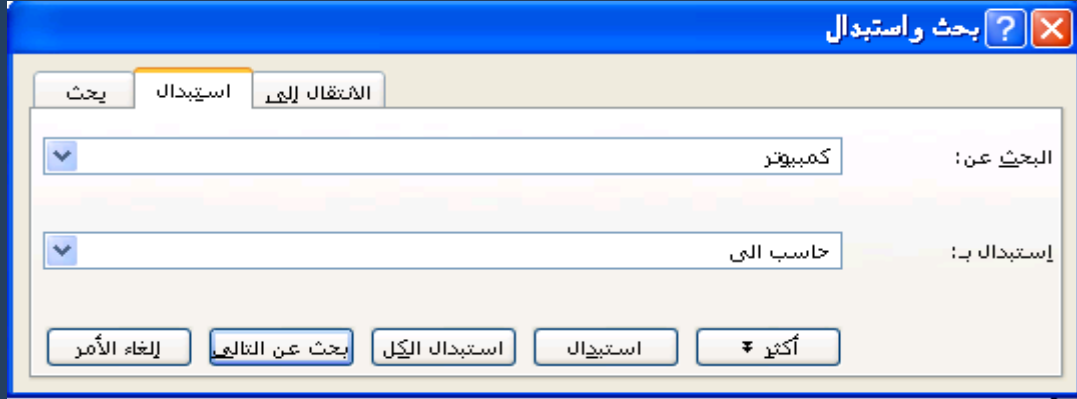 بحث و استبدال
الانتقال إلى استبدال بحث
البحث عن: كمبيوتر
إستبدال بـ: حاسب الى
أكثر استبدال استبدال الكل بحث عن التالي إلغاء الأمر